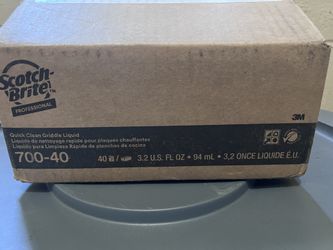 Scotch-
Brite
PROFESSIONAL
3M
Quick Clean Griddle Liquid
Liquide de nettoyage rapide pour plaques chauffantes
Líquido para Limpieza Rápida de planchas de cocina
700-40
40 / 3.2 U.S. FL OZ • 94 mL • 3,2 ONCE LIQUIDE É.U.